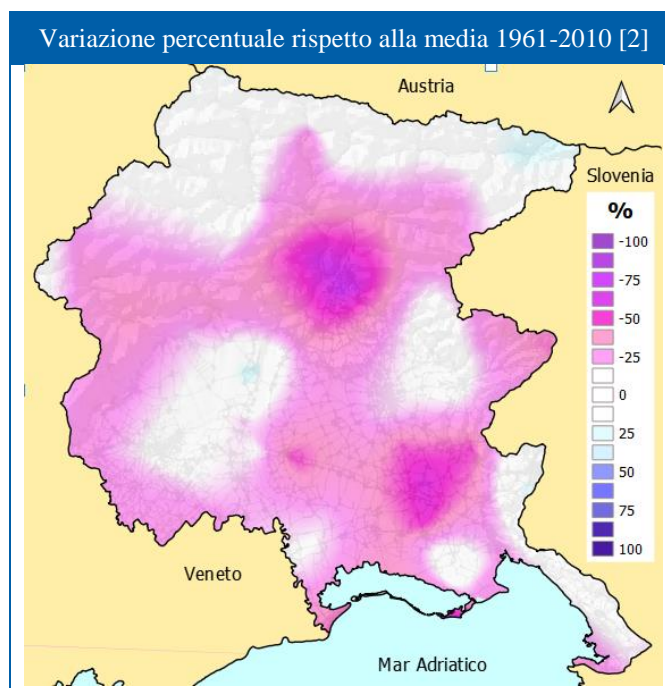 Variazione percentuale rispetto alla media 1961-2010 [2]
Austria
Slovenia
%
-100
-75
-50
-25
0
25
50
75
100
Veneto
Mar Adriatico